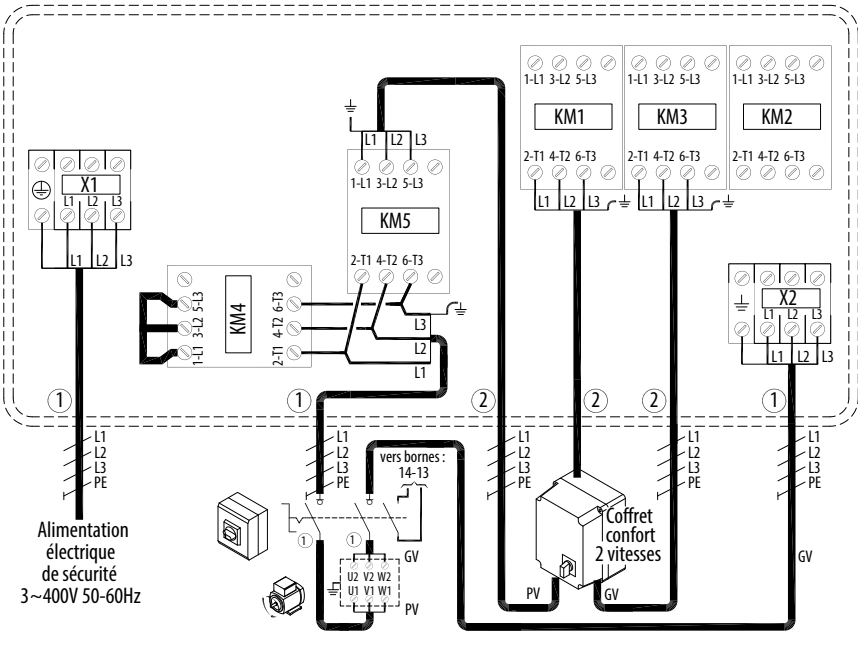 1-L1 3-L2 5-L3
KM1
2-T1 4-T2 6-T3
L1 L2 L3
1-L1 3-L2 5-L3
KM3
2-T1 4-T2 6-T3
L1 L2 L3
1-L1 3-L2 5-L3
KM2
2-T1 4-T2 6-T3
L1 L2 L3
1-L1 3-L2 5-L3
KM5
2-T1 4-T2 6-T3
X1
L1 L2 L3
L1 L2 L3
5-L3
3-L2
1-L1
KM4
6-T3
4-T2
2-T1
L3
L2
L1
X2
L1 L2 L3
L1 L2 L3
1
1
2
2
2
1
L1
L2
L3
PE
L1
L2
L3
PE
vers bornes :
14-13
L1
L2
L3
PE
L1
L2
L3
PE
L1
L2
L3
PE
L1
L2
L3
PE
Alimentation
électrique
de sécurité
3~400V 50-60Hz
1
1
GV
U2 V2 W2
U1 V1 W1
PV
Coffret
confort
2 vitesses
PV
GV
GV